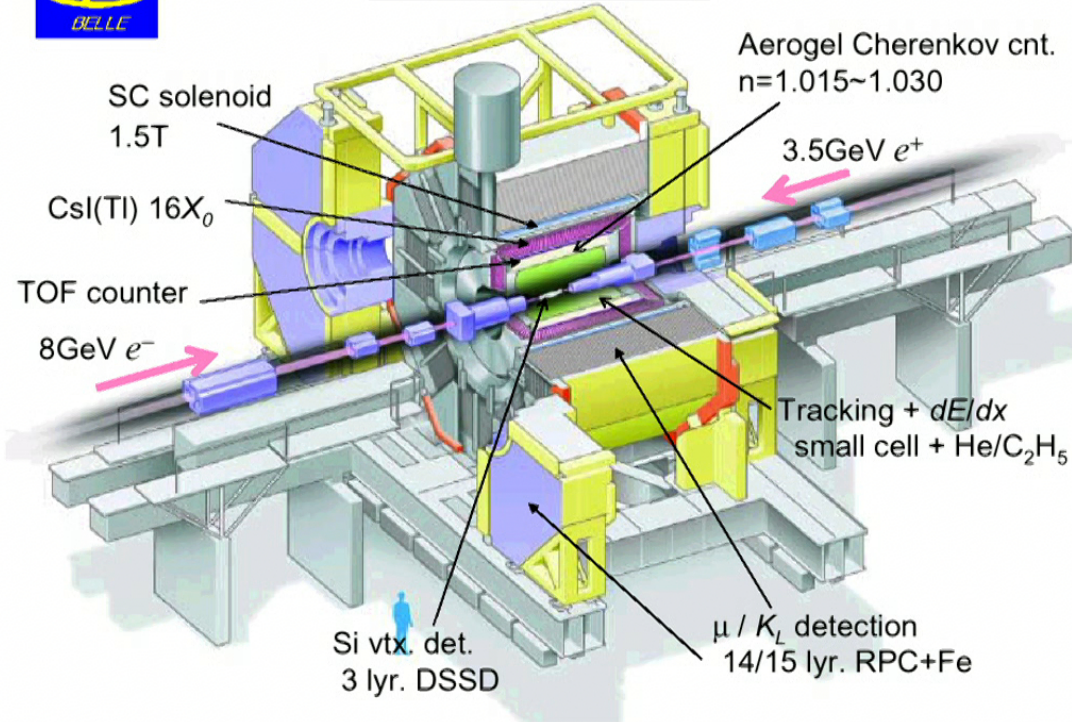 BELLE
Aerogel Cherenkov cnt.
n=1.015~1.030
SC solenoid
1.5T
3.5GeV e⁺
CsI(Tl) 16X₀
TOF counter
8GeV e⁻
Tracking + dE/dx
small cell + He/C₂H₅
Si vtx. det.
3 lyr. DSSD
μ / K_L detection
14/15 lyr. RPC+Fe